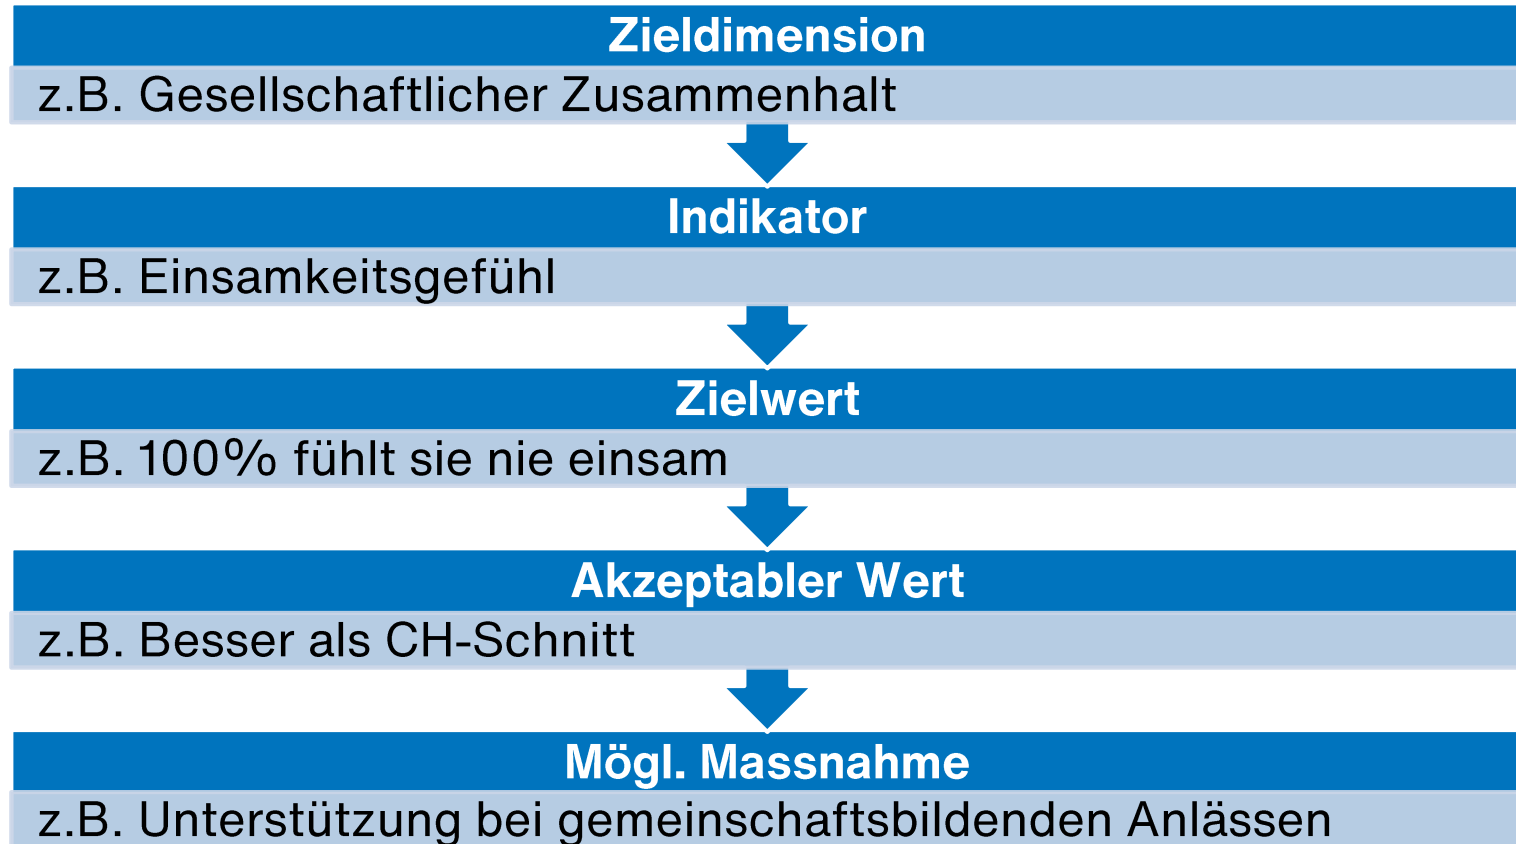 Zieldimension
z.B. Gesellschaftlicher Zusammenhalt
Indikator
z.B. Einsamkeitsgefühl
Zielwert
z.B. 100% fühlt sie nie einsam
Akzeptabler Wert
z.B. Besser als CH-Schnitt
Mögl. Massnahme
z.B. Unterstützung bei gemeinschaftsbildenden Anlässen